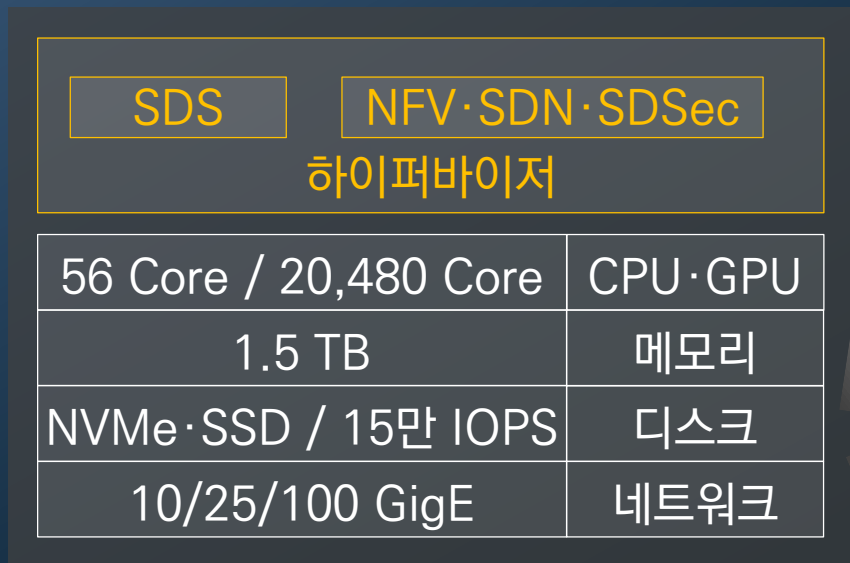 SDS NFV·SDN·SDSec
하이퍼바이저
56 Core / 20,480 Core CPU·GPU
1.5 TB 메모리
NVMe·SSD / 15만 IOPS 디스크
10/25/100 GigE 네트워크